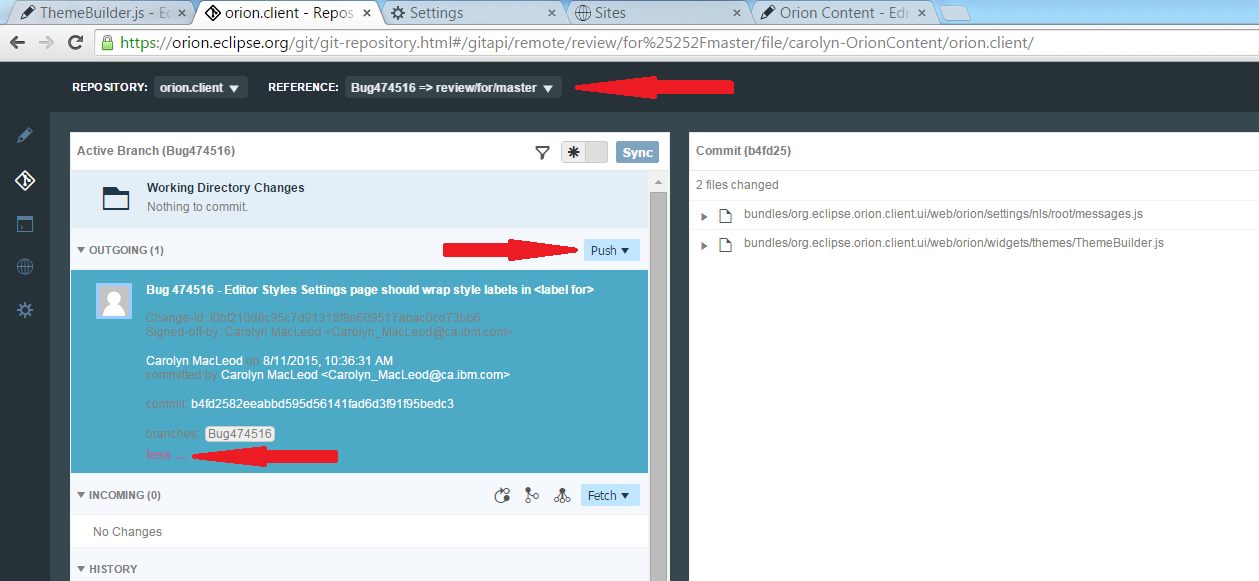 ThemeBuilder.js - E
orion.client - Repos
Settings
Sites
Orion Content - Edi
https://orion.eclipse.org/git/git-repository.html#/gitapi/remote/review/for%25252Fmaster/file/carolyn-OrionContent/orion.client/
REPOSITORY: orion.client REFERENCE: Bug474516 => review/for/master
Active Branch (Bug474516)
Sync
Working Directory Changes
Nothing to commit.
OUTGOING (1)
Push
Bug 474516 - Editor Styles Settings page should wrap style labels in <label for>
Change-Id: I0bf210d8c95c7d91318f8e609517abac0cd73bb6
Signed-off-by: Carolyn MacLeod <Carolyn_MacLeod@ca.ibm.com>
Carolyn MacLeod on 8/11/2015, 10:36:31 AM
committed by Carolyn MacLeod <Carolyn_MacLeod@ca.ibm.com>
commit: b4fd2582eeabbd595d56141fad6d3f91f95bedc3
branches: Bug474516
less ...
INCOMING (0)
Fetch
No Changes
HISTORY
Commit (b4fd25)
2 files changed
bundles/org.eclipse.orion.client.ui/web/orion/settings/nls/root/messages.js
bundles/org.eclipse.orion.client.ui/web/orion/widgets/themes/ThemeBuilder.js